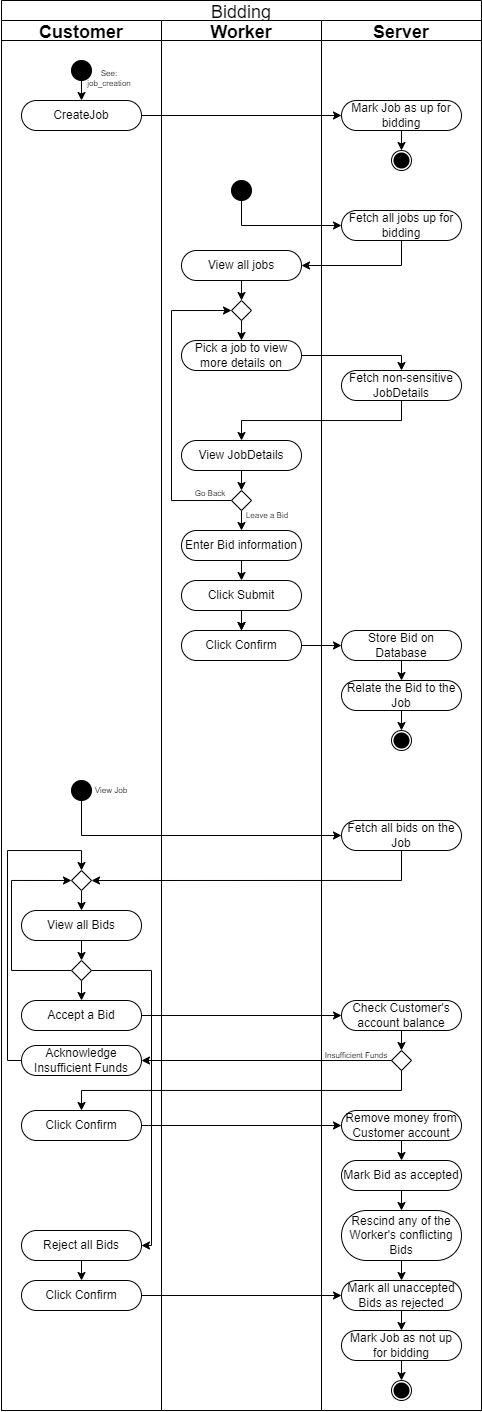 Bidding
Customer
Worker
Server
See:
job_creation
CreateJob
Mark Job as up for
bidding
Fetch all jobs up for
bidding
View all jobs
Pick a job to view
more details on
Fetch non-sensitive
JobDetails
View JobDetails
Go Back
Leave a Bid
Enter Bid information
Click Submit
Click Confirm
Store Bid on
Database
Relate the Bid to the
Job
View Job
Fetch all bids on the
Job
View all Bids
Accept a Bid
Check Customer's
account balance
Acknowledge
Insufficient Funds
Insufficient Funds
Click Confirm
Remove money from
Customer account
Mark Bid as accepted
Rescind any of the
Worker's conflicting
Bids
Reject all Bids
Click Confirm
Mark all unaccepted
Bids as rejected
Mark Job as not up
for bidding